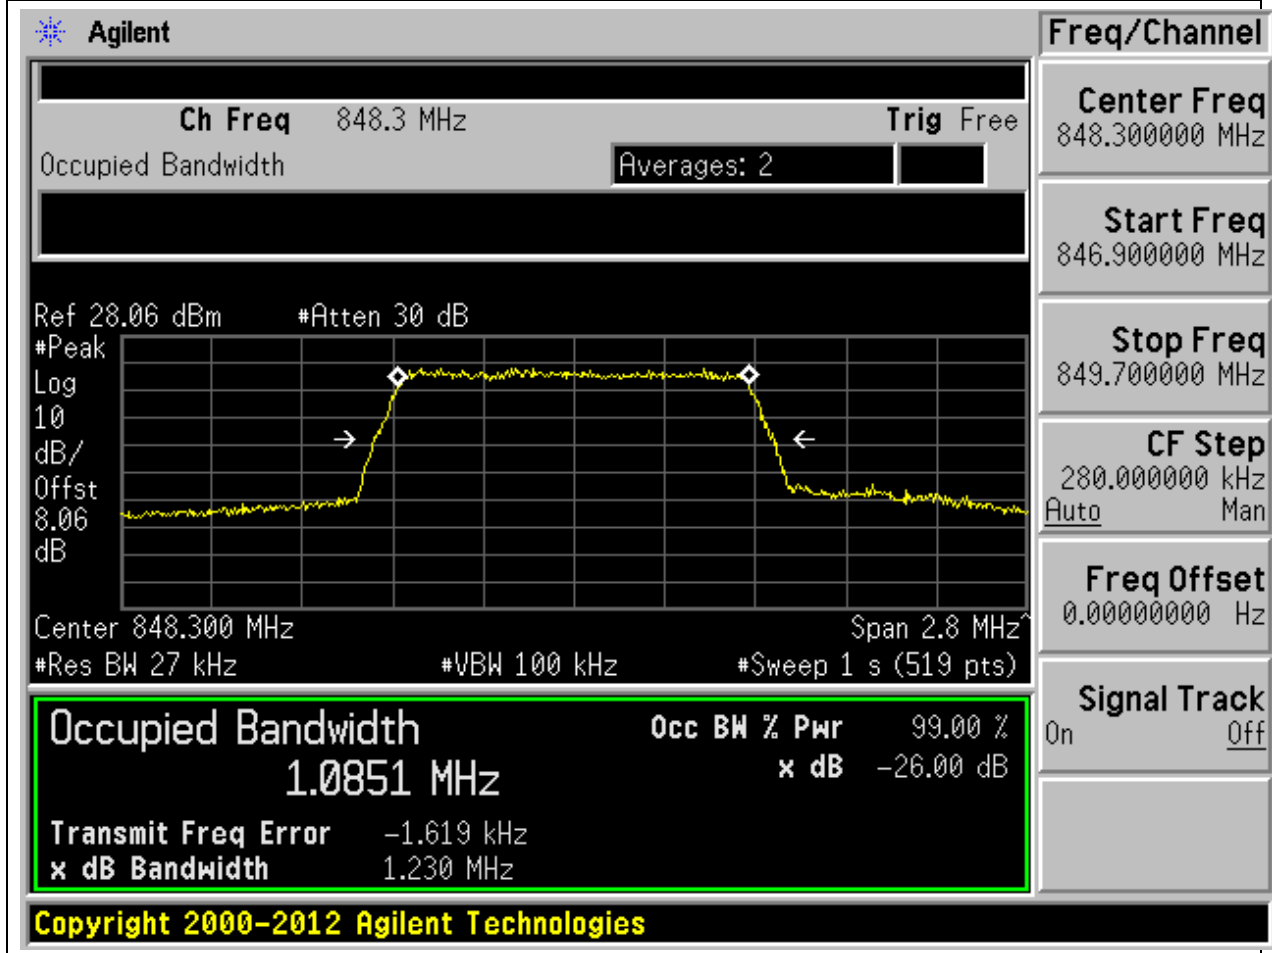 Agilent
Freq/Channel
Ch Freq 848.3 MHz Trig Free
Occupied Bandwidth Averages: 2
Center Freq
848.300000 MHz
Start Freq
846.900000 MHz
Stop Freq
849.700000 MHz
CF Step
280.000000 kHz
Auto Man
Freq Offset
0.00000000 Hz
Signal Track
On Off
Ref 28.06 dBm #Atten 30 dB
#Peak
Log
10
dB/
Offst
8.06
dB
Center 848.300 MHz Span 2.8 MHz^
#Res BW 27 kHz #VBW 100 kHz #Sweep 1 s (519 pts)
Occupied Bandwidth Occ BW % Pwr 99.00 %
1.0851 MHz x dB -26.00 dB
Transmit Freq Error -1.619 kHz
x dB Bandwidth 1.230 MHz
Copyright 2000-2012 Agilent Technologies